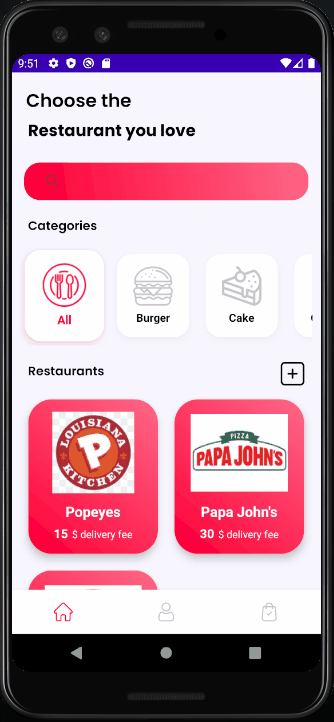 9:51
Choose the
Restaurant you love
Categories
All
Burger
Cake
Restaurants
LOUISIANA
KITCHEN
Popeyes
15 $ delivery fee
PIZZA
PAPA JOHN'S
Papa John's
30 $ delivery fee